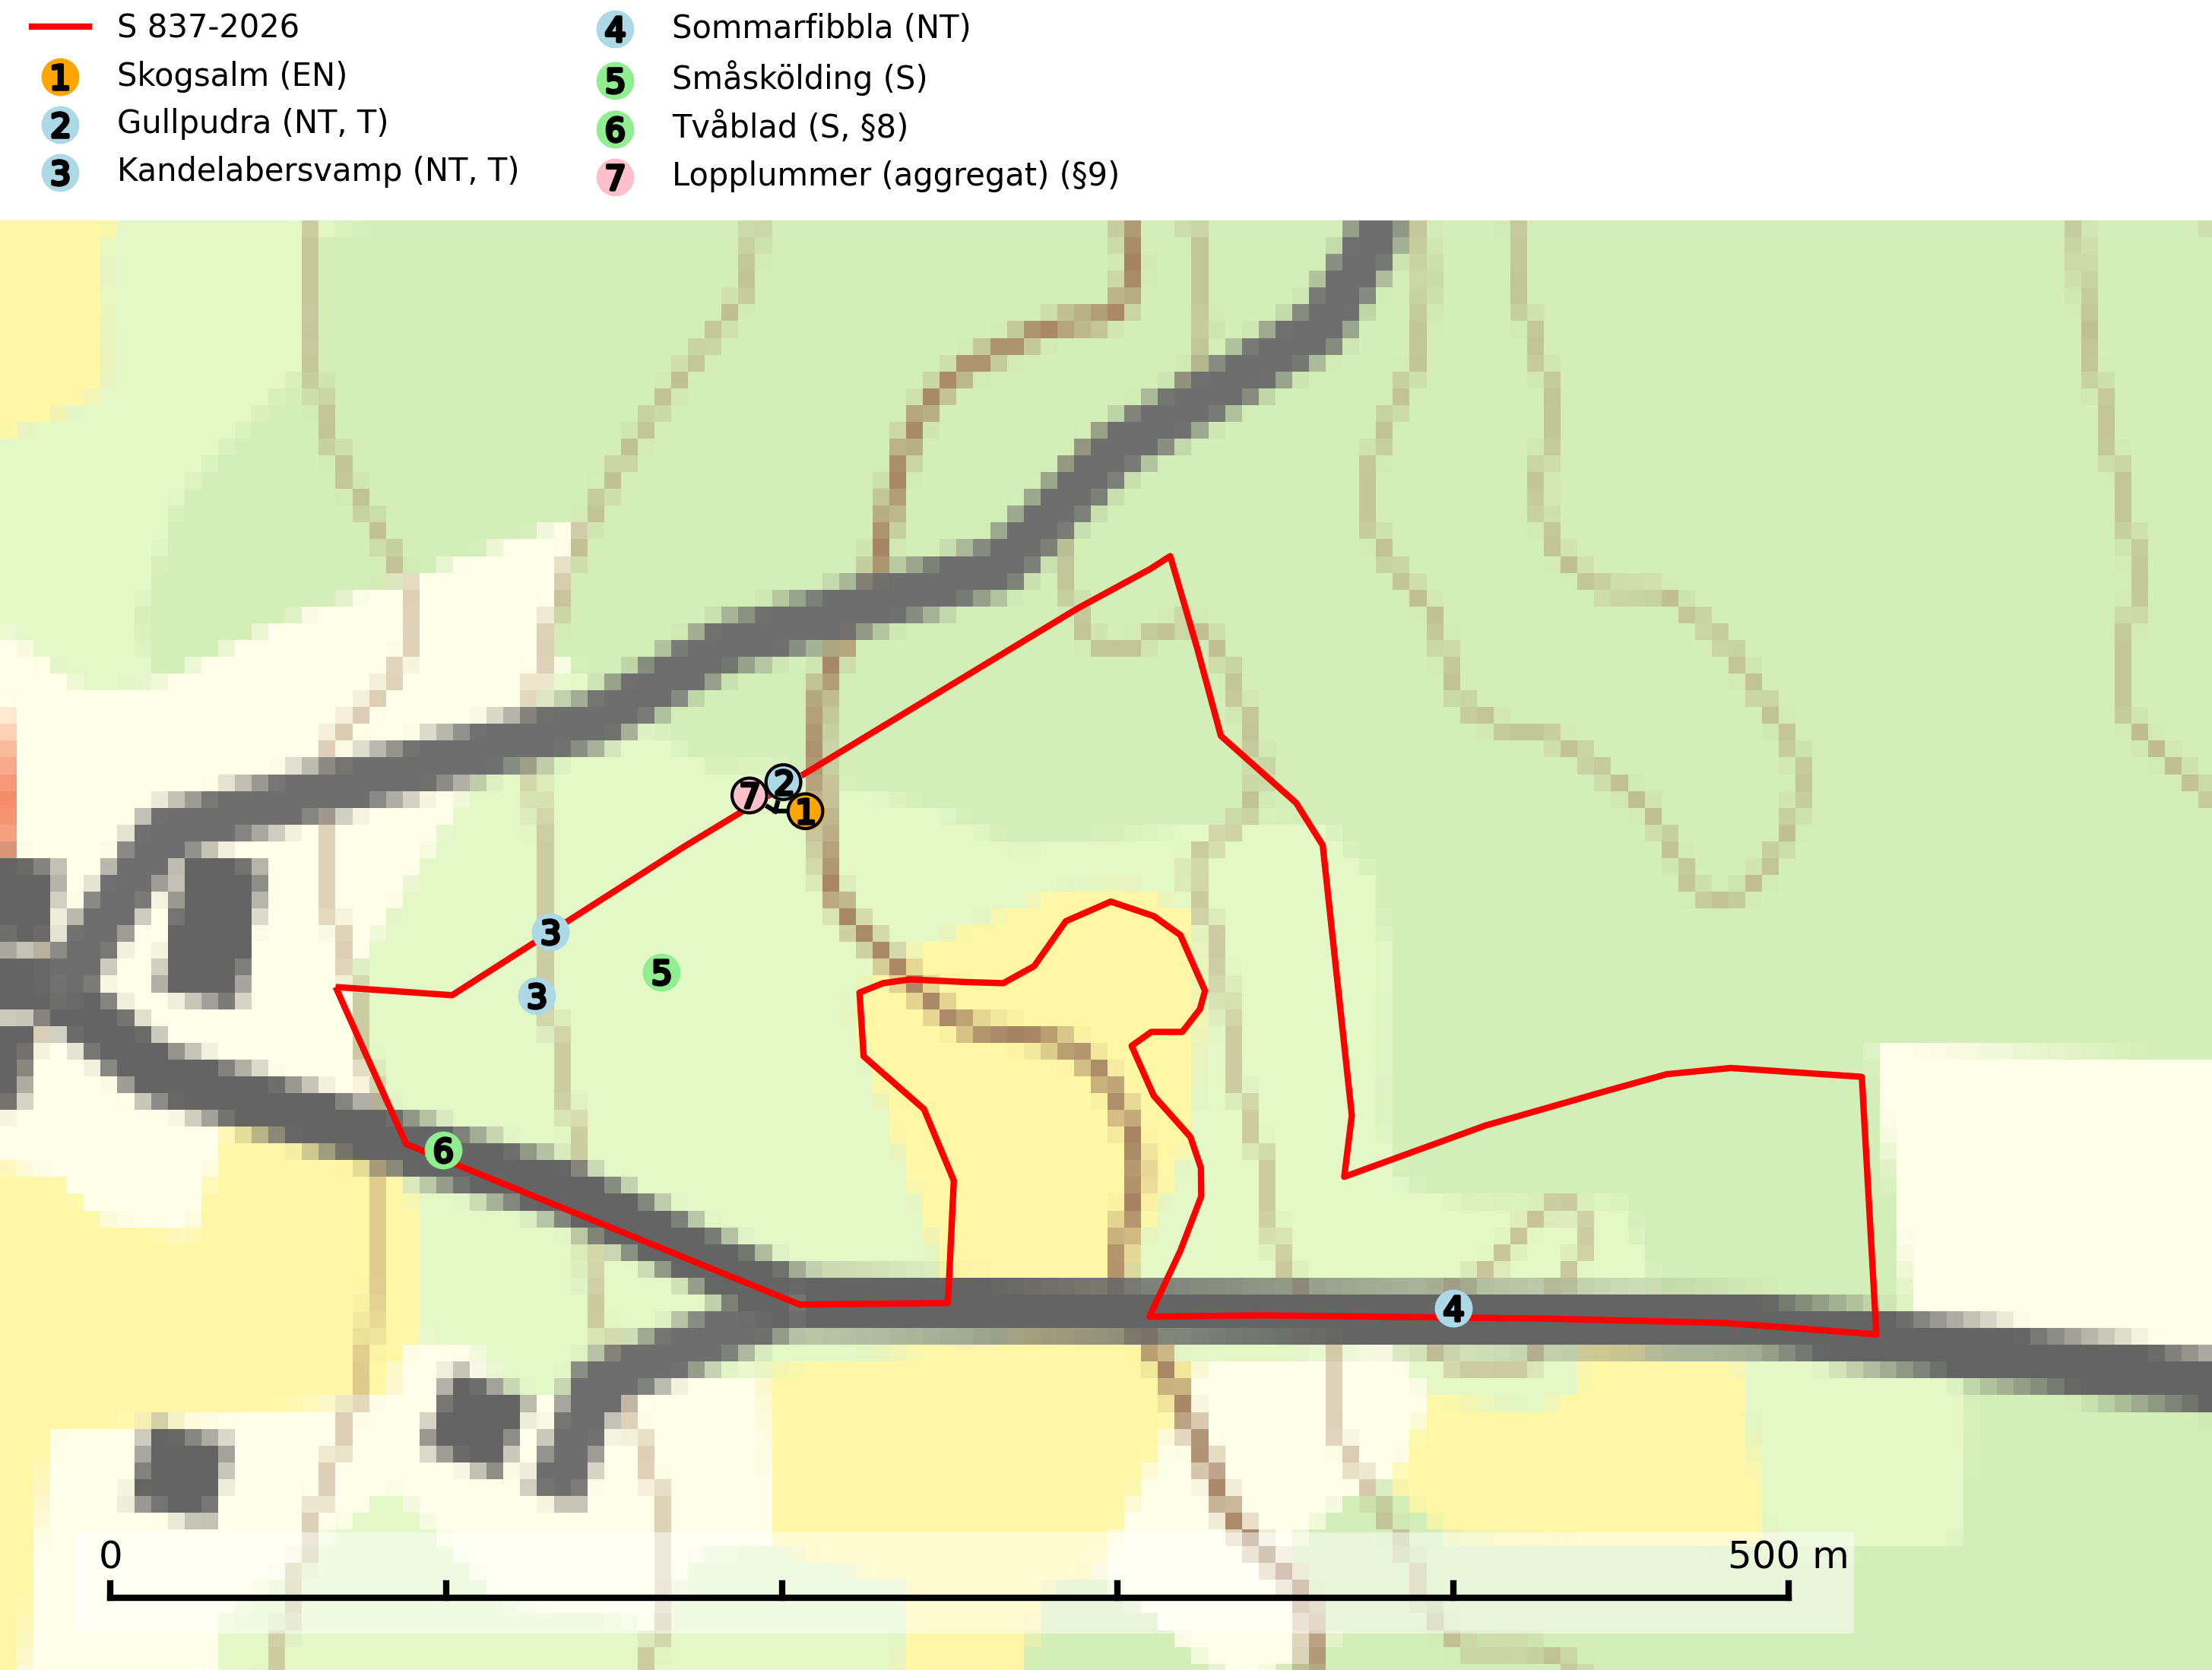 S 837-2026
1 Skogsalm (EN)
2 Gullpudra (NT, T)
3 Kandelabersvamp (NT, T)
4 Sommarfibbla (NT)
5 Småskölding (S)
6 Tvåblad (S, §8)
7 Lopplummer (aggregat) (§9)
2
7
1
3
5
3
6
4
0
500 m